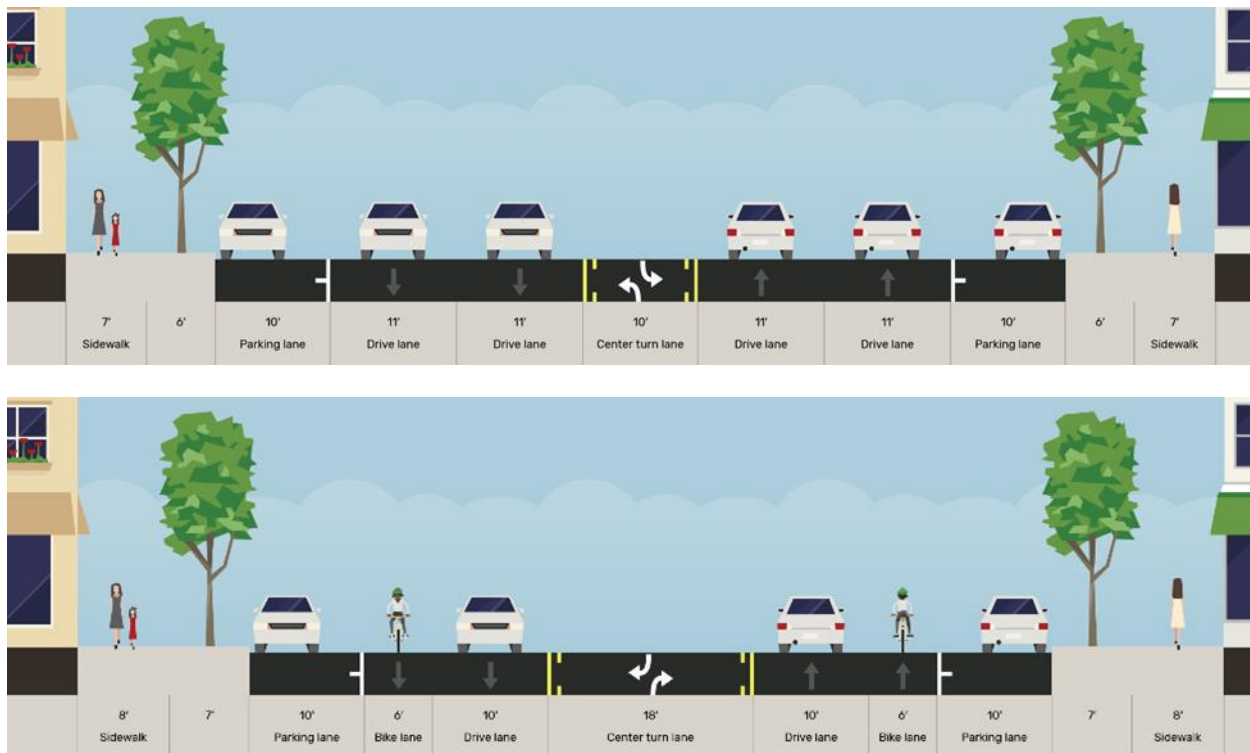 7' 6' 10' 11' 11' 10' 11' 11' 10' 6' 7'
Sidewalk Parking lane Drive lane Drive lane Center turn lane Drive lane Drive lane Parking lane Sidewalk
8' 7' 10' 6' 10' 18' 10' 6' 10' 7' 8'
Sidewalk Parking lane Bike lane Drive lane Center turn lane Drive lane Bike lane Parking lane Sidewalk